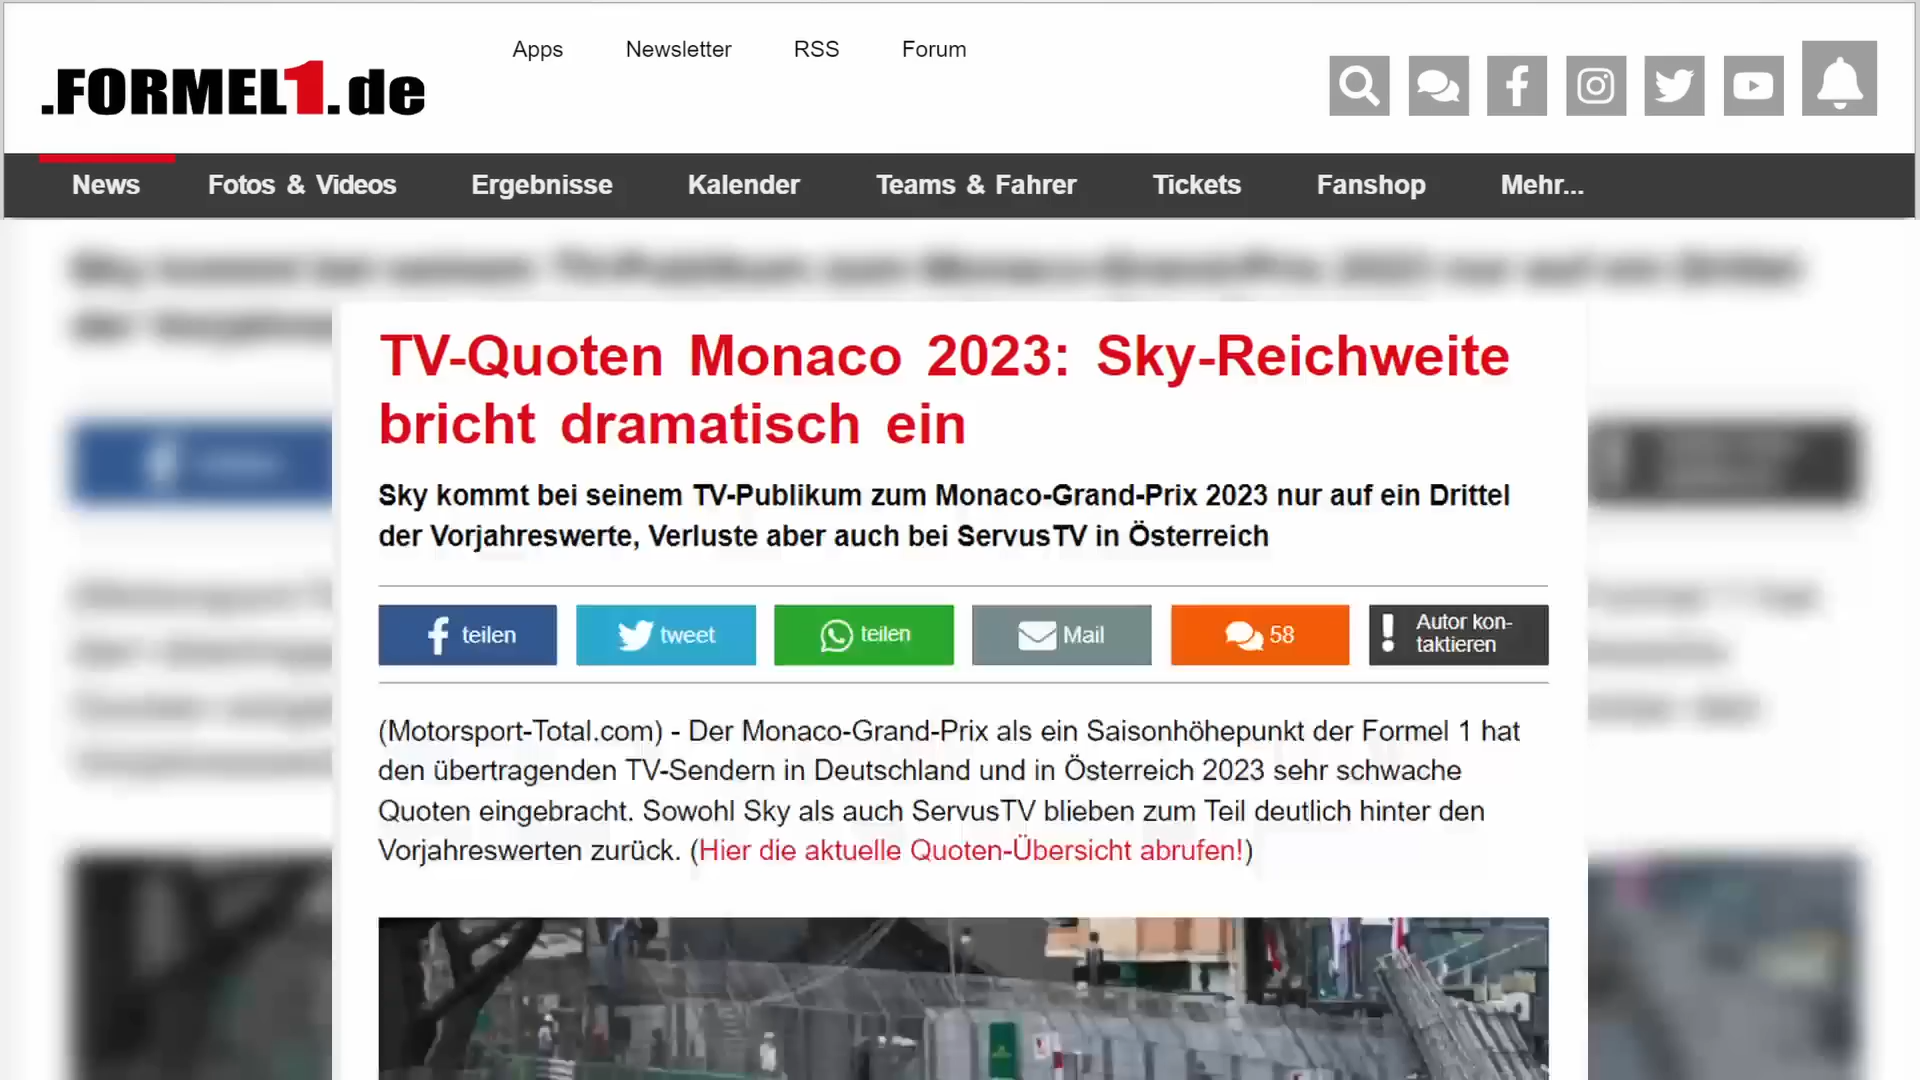 Apps Newsletter RSS Forum
.FORMEL1.de
News Fotos & Videos Ergebnisse Kalender Teams & Fahrer Tickets Fanshop Mehr...
TV-Quoten Monaco 2023: Sky-Reichweite
bricht dramatisch ein
Sky kommt bei seinem TV-Publikum zum Monaco-Grand-Prix 2023 nur auf ein Drittel
der Vorjahreswerte, Verluste aber auch bei ServusTV in Österreich
teilen tweet teilen Mail 58 Autor kon-
taktieren
(Motorsport-Total.com) - Der Monaco-Grand-Prix als ein Saisonhöhepunkt der Formel 1 hat
den übertragenden TV-Sendern in Deutschland und in Österreich 2023 sehr schwache
Quoten eingebracht. Sowohl Sky als auch ServusTV blieben zum Teil deutlich hinter den
Vorjahreswerten zurück. (Hier die aktuelle Quoten-Übersicht abrufen!)